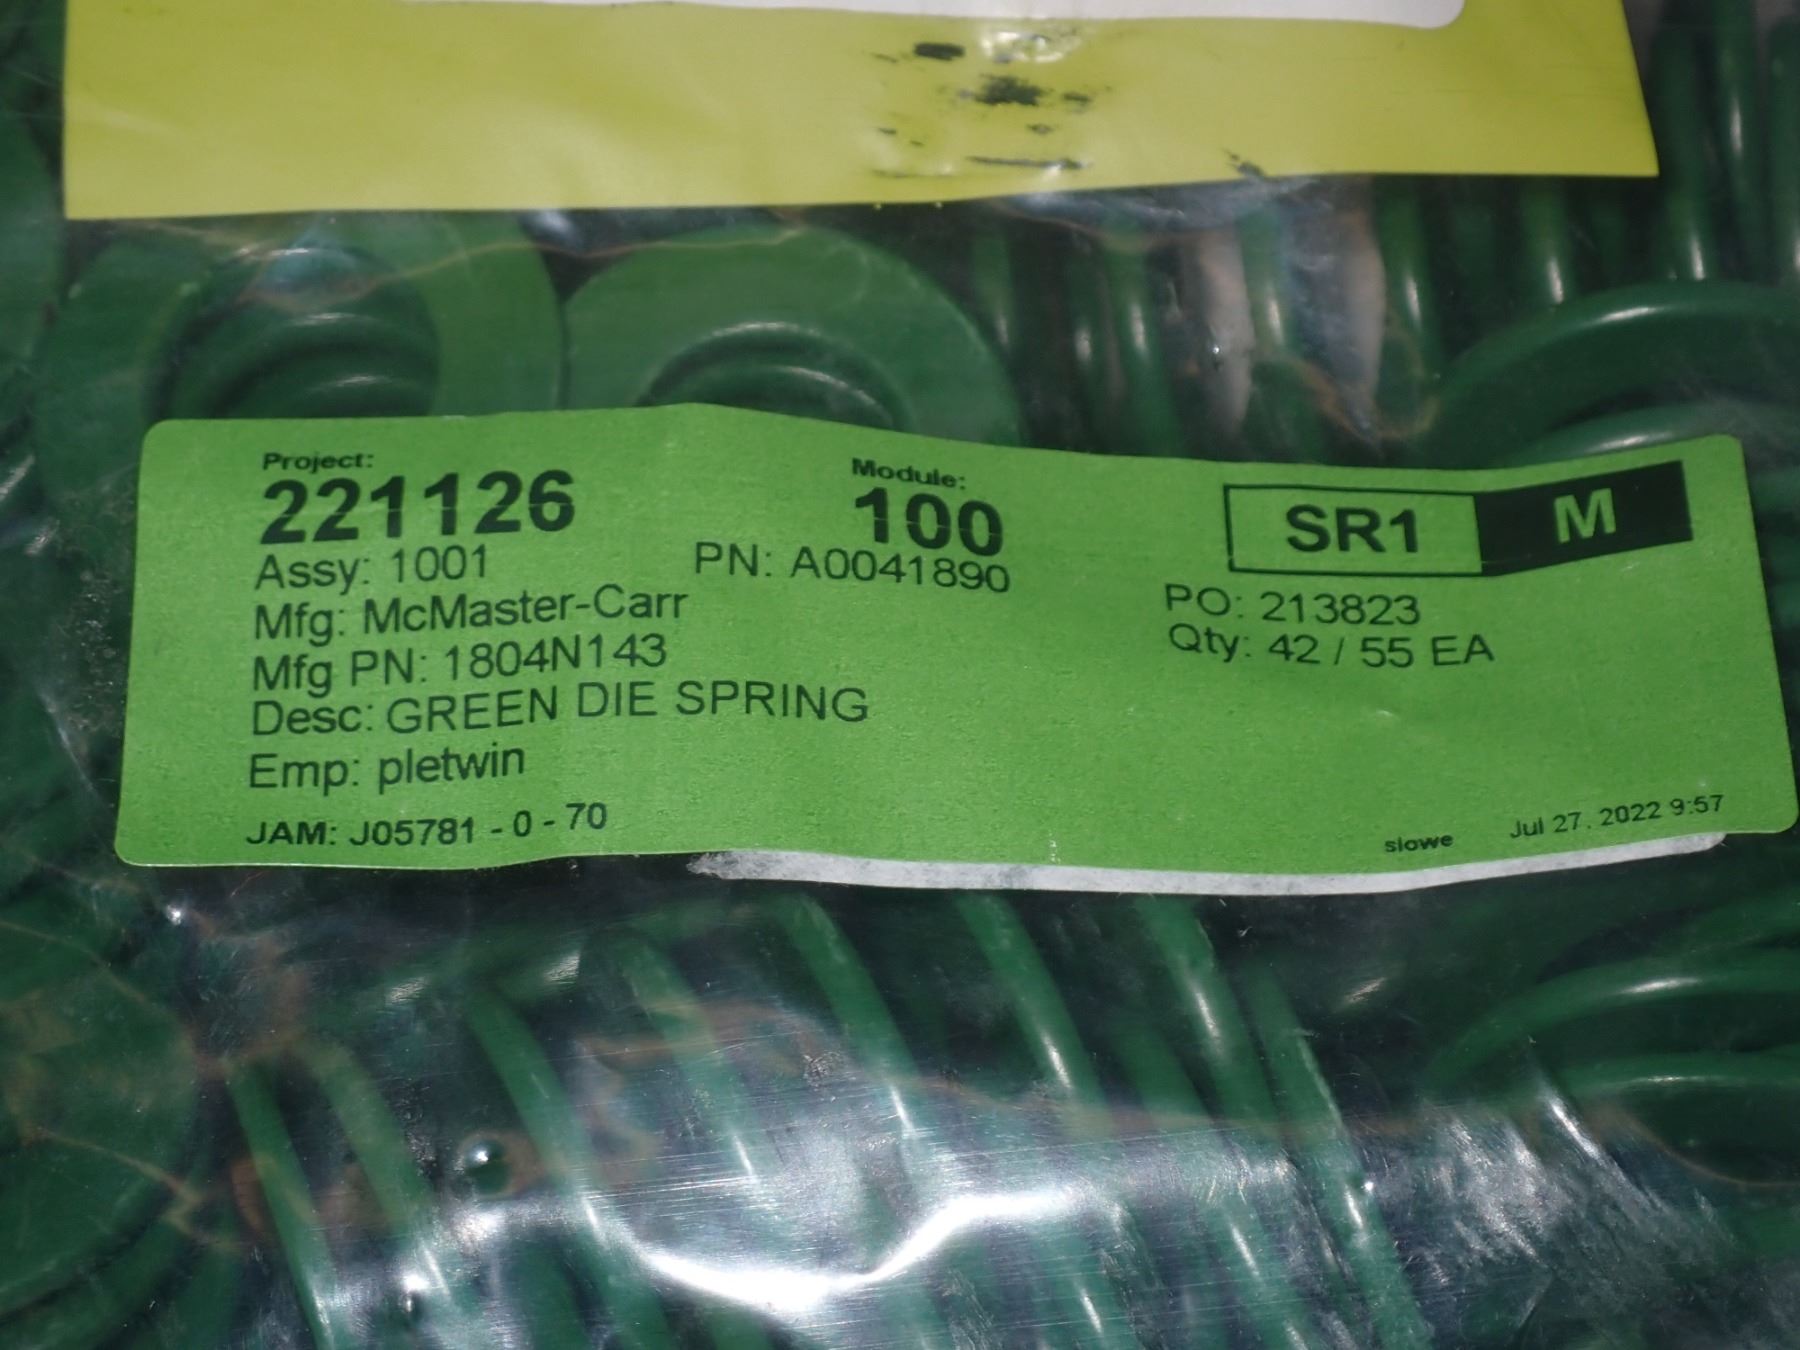 Project:
221126
Module:
100
SR1 M
Assy: 1001
PN: A0041890
Mfg: McMaster-Carr
PO: 213823
Mfg PN: 1804N143
Qty: 42 / 55 EA
Desc: GREEN DIE SPRING
Emp: pletwin
JAM: J05781 - 0 - 70
slowe
Jul 27, 2022 9:57